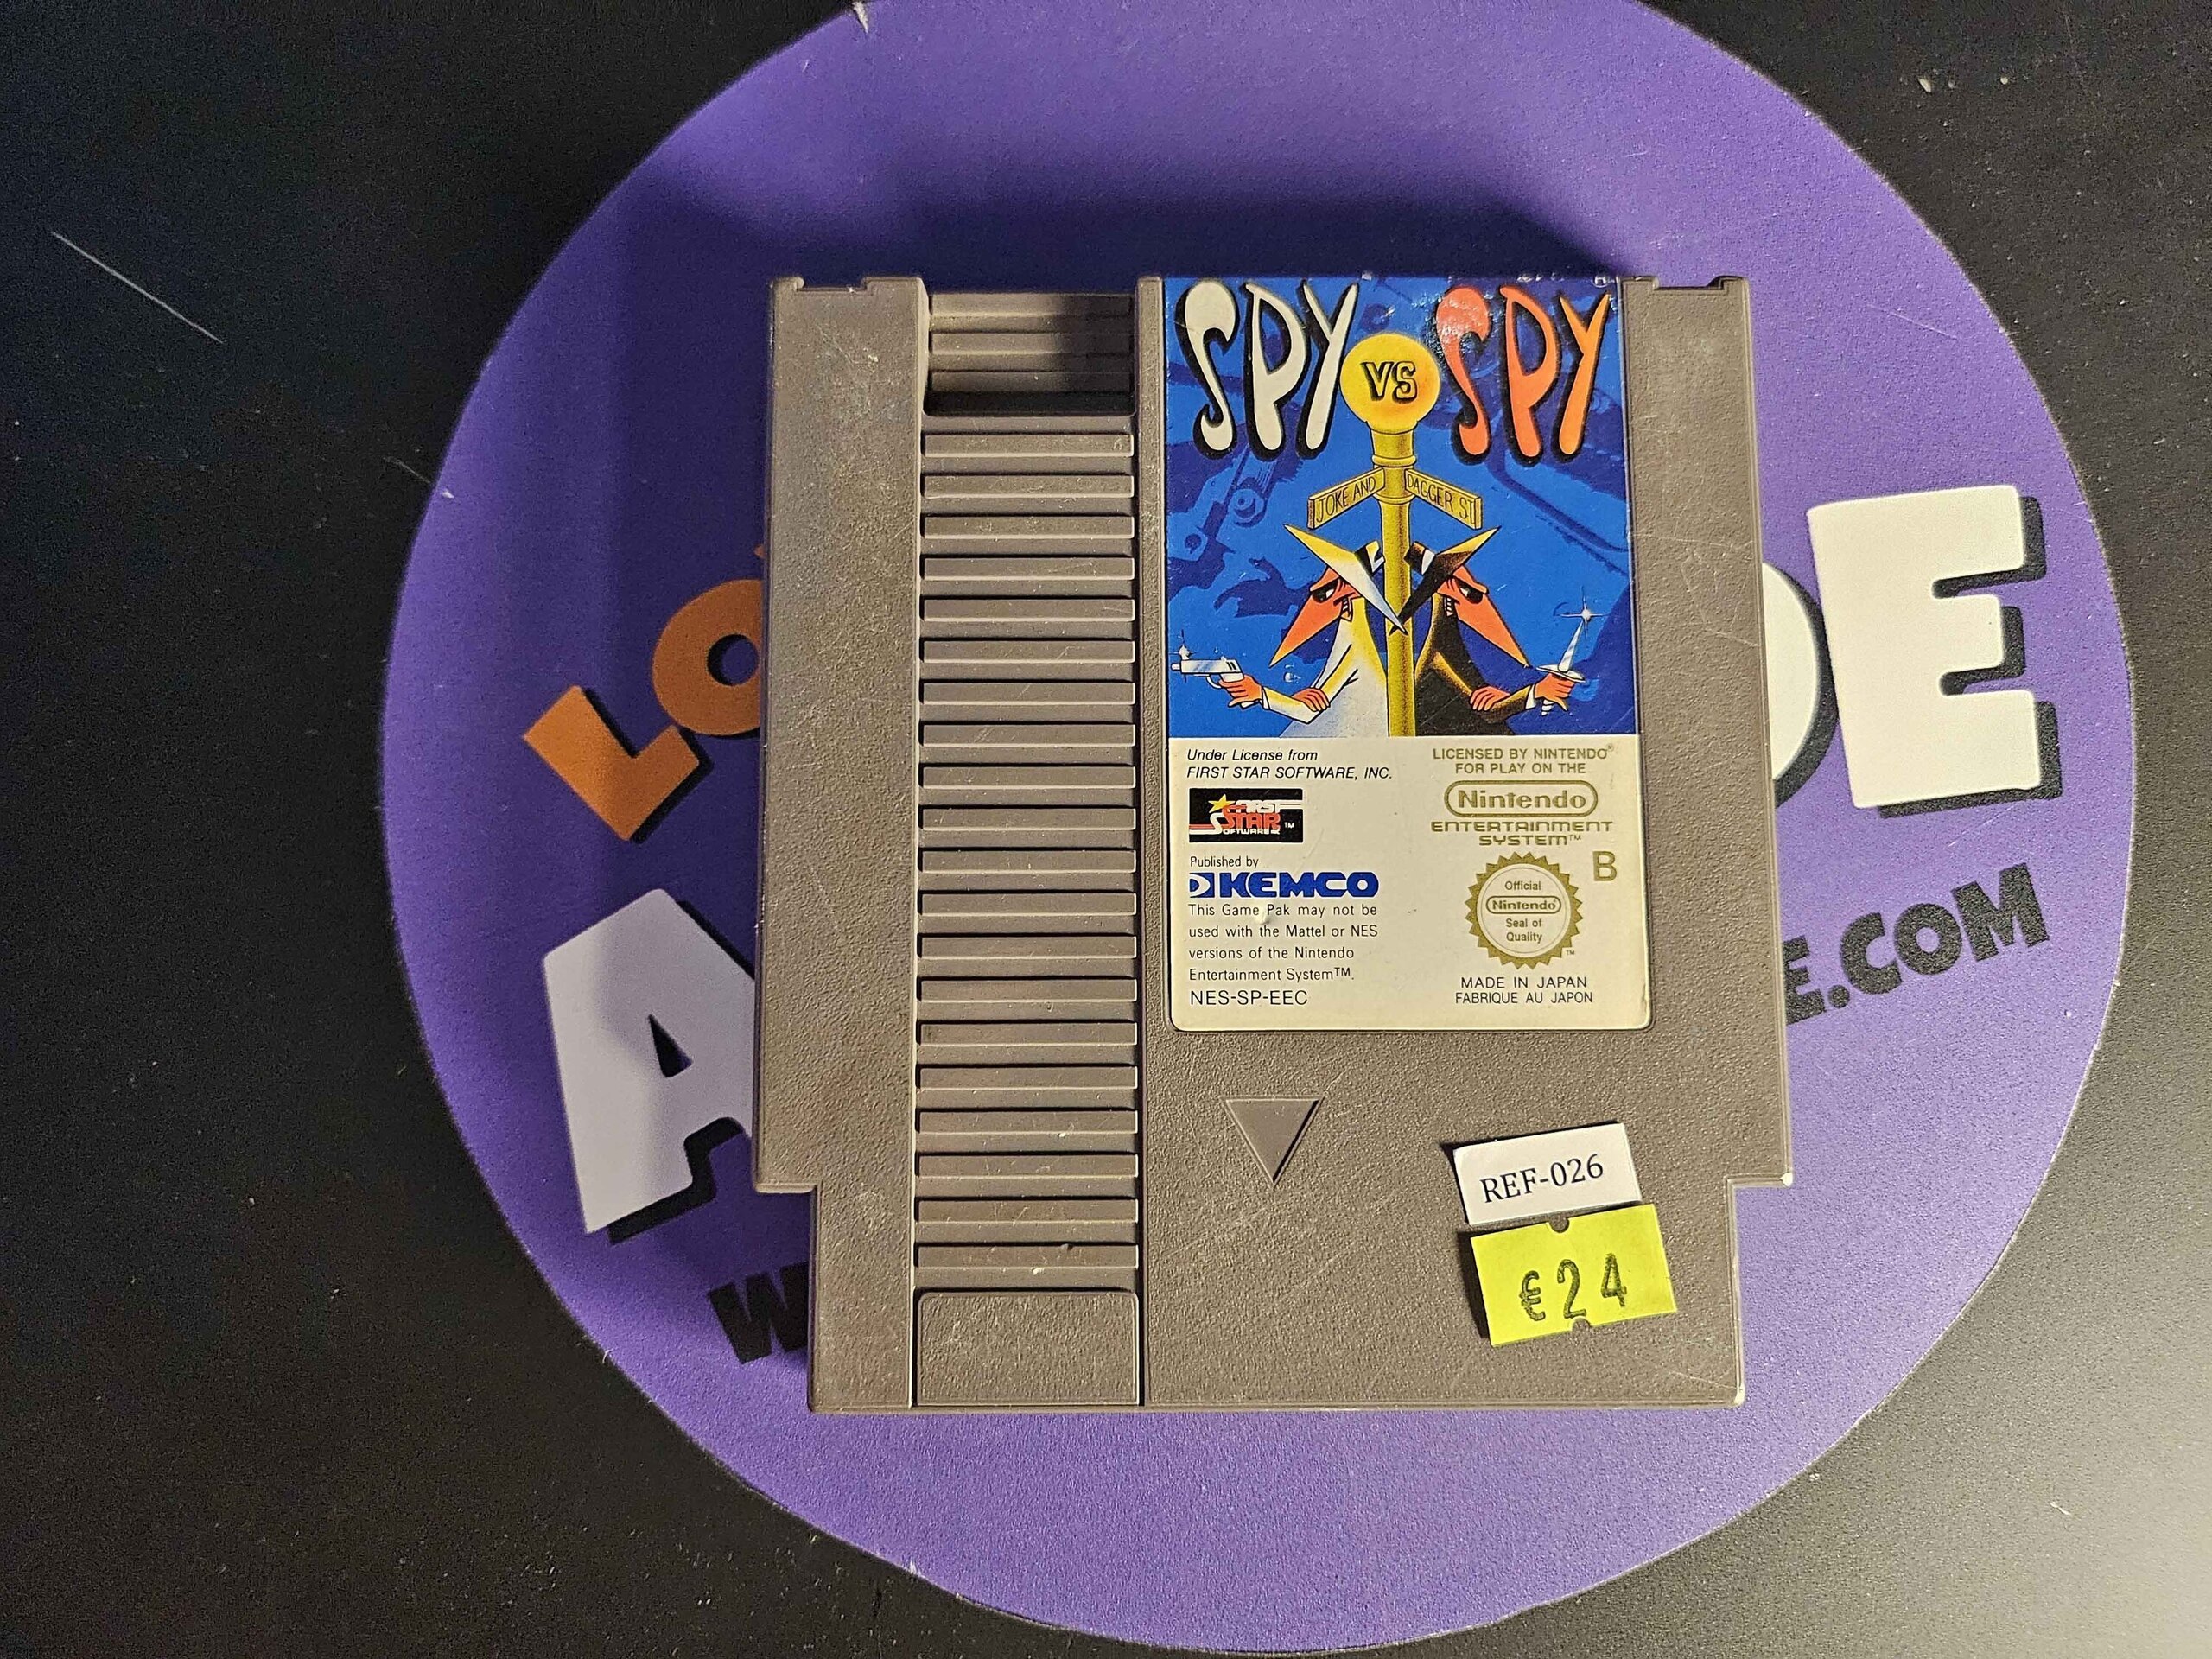 SPY VS SPY
JOKE AND DAGGER ST
Under License from
FIRST STAR SOFTWARE, INC.
FIRST
STAR
SOFTWARE INC ™
Published by
KEMCO
This Game Pak may not be
used with the Mattel or NES
versions of the Nintendo
Entertainment System™.
NES-SP-EEC
LICENSED BY NINTENDO®
FOR PLAY ON THE
Nintendo
ENTERTAINMENT
SYSTEM™
B
Official
Nintendo
Seal of
Quality
™
MADE IN JAPAN
FABRIQUE AU JAPON
REF-026
€24
E.COM